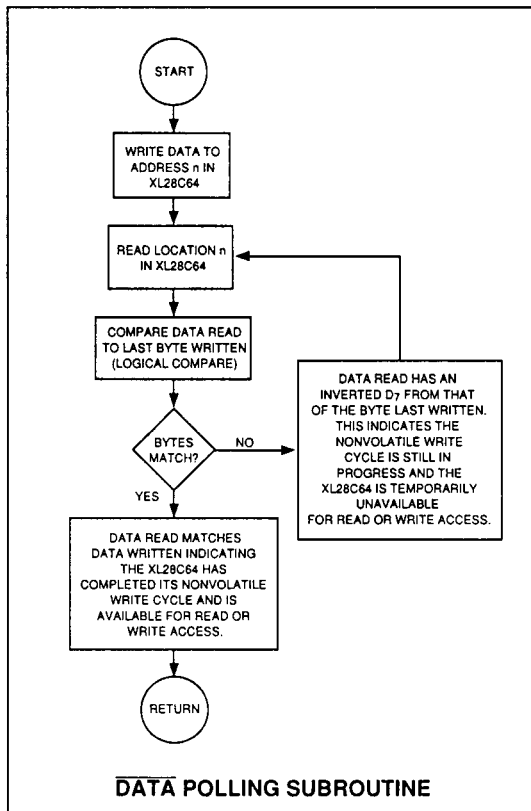 START
WRITE DATA TO
ADDRESS n IN
XL28C64
READ LOCATION n
IN XL28C64
COMPARE DATA READ
TO LAST BYTE WRITTEN
(LOGICAL COMPARE)
BYTES
MATCH?
NO
YES
DATA READ HAS AN
INVERTED D7 FROM THAT
OF THE BYTE LAST WRITTEN.
THIS INDICATES THE
NONVOLATILE WRITE
CYCLE IS STILL IN
PROGRESS AND THE
XL28C64 IS TEMPORARILY
UNAVAILABLE
FOR READ OR WRITE ACCESS.
DATA READ MATCHES
DATA WRITTEN INDICATING
THE XL28C64 HAS
COMPLETED ITS NONVOLATILE
WRITE CYCLE AND IS
AVAILABLE FOR READ OR
WRITE ACCESS.
RETURN
DATA POLLING SUBROUTINE